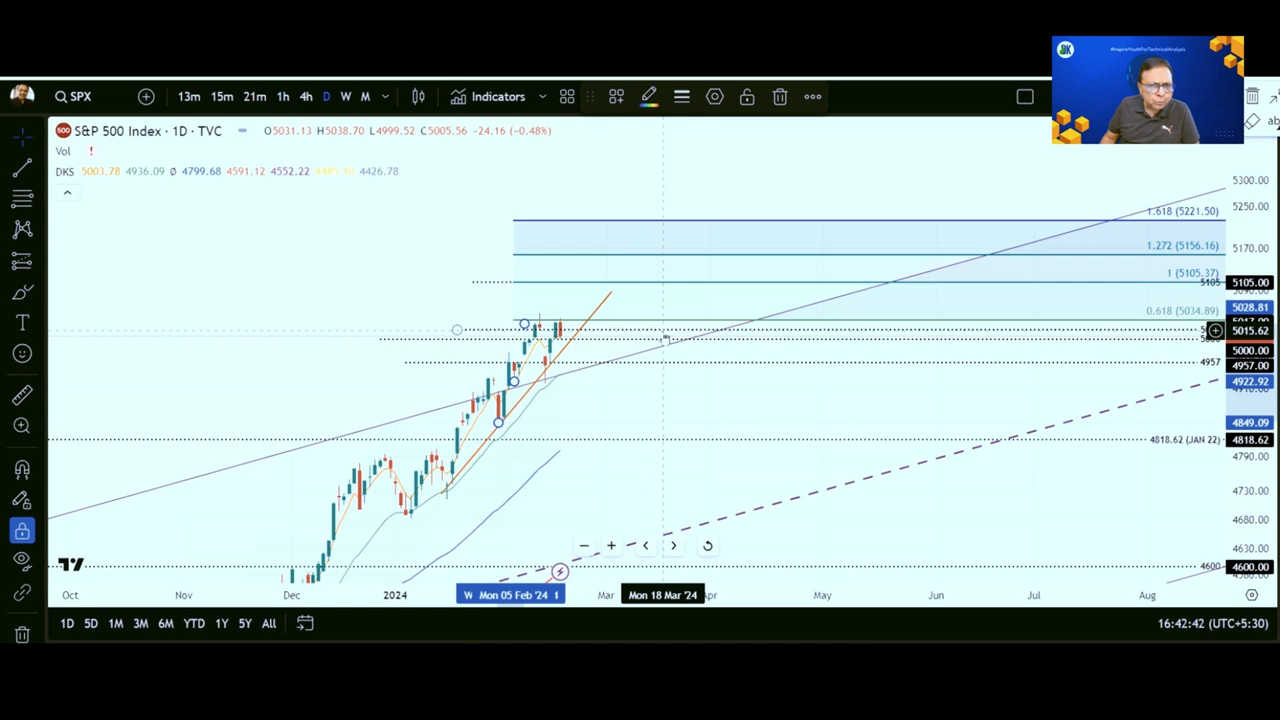 #InspireYouthForTechnicalAnalysis
SPX 13m 15m 21m 1h 4h D W M Indicators
500 S&P 500 Index · 1D · TVC O5031.13 H5038.70 L4999.52 C5005.56 −24.16 (−0.48%)
Vol !
DKS 5003.78 4936.09 Ø 4799.68 4591.12 4552.22 4426.78
5300.00
1.618 (5221.50)
5250.00
1.272 (5156.16)
5170.00
1 (5105.37)
5105 5105.00
0.618 (5034.89)
5028.81
5015.62
5000.00
4957 4957.00
4922.92
4849.09
4818.62 (JAN 22) 4818.62
4790.00
4730.00
4680.00
4630.00
4600 4600.00
Oct Nov Dec 2024 Mon 05 Feb '24 Mar Mon 18 Mar '24 May Jun Jul Aug
1D 5D 1M 3M 6M YTD 1Y 5Y All 16:42:42 (UTC+5:30)